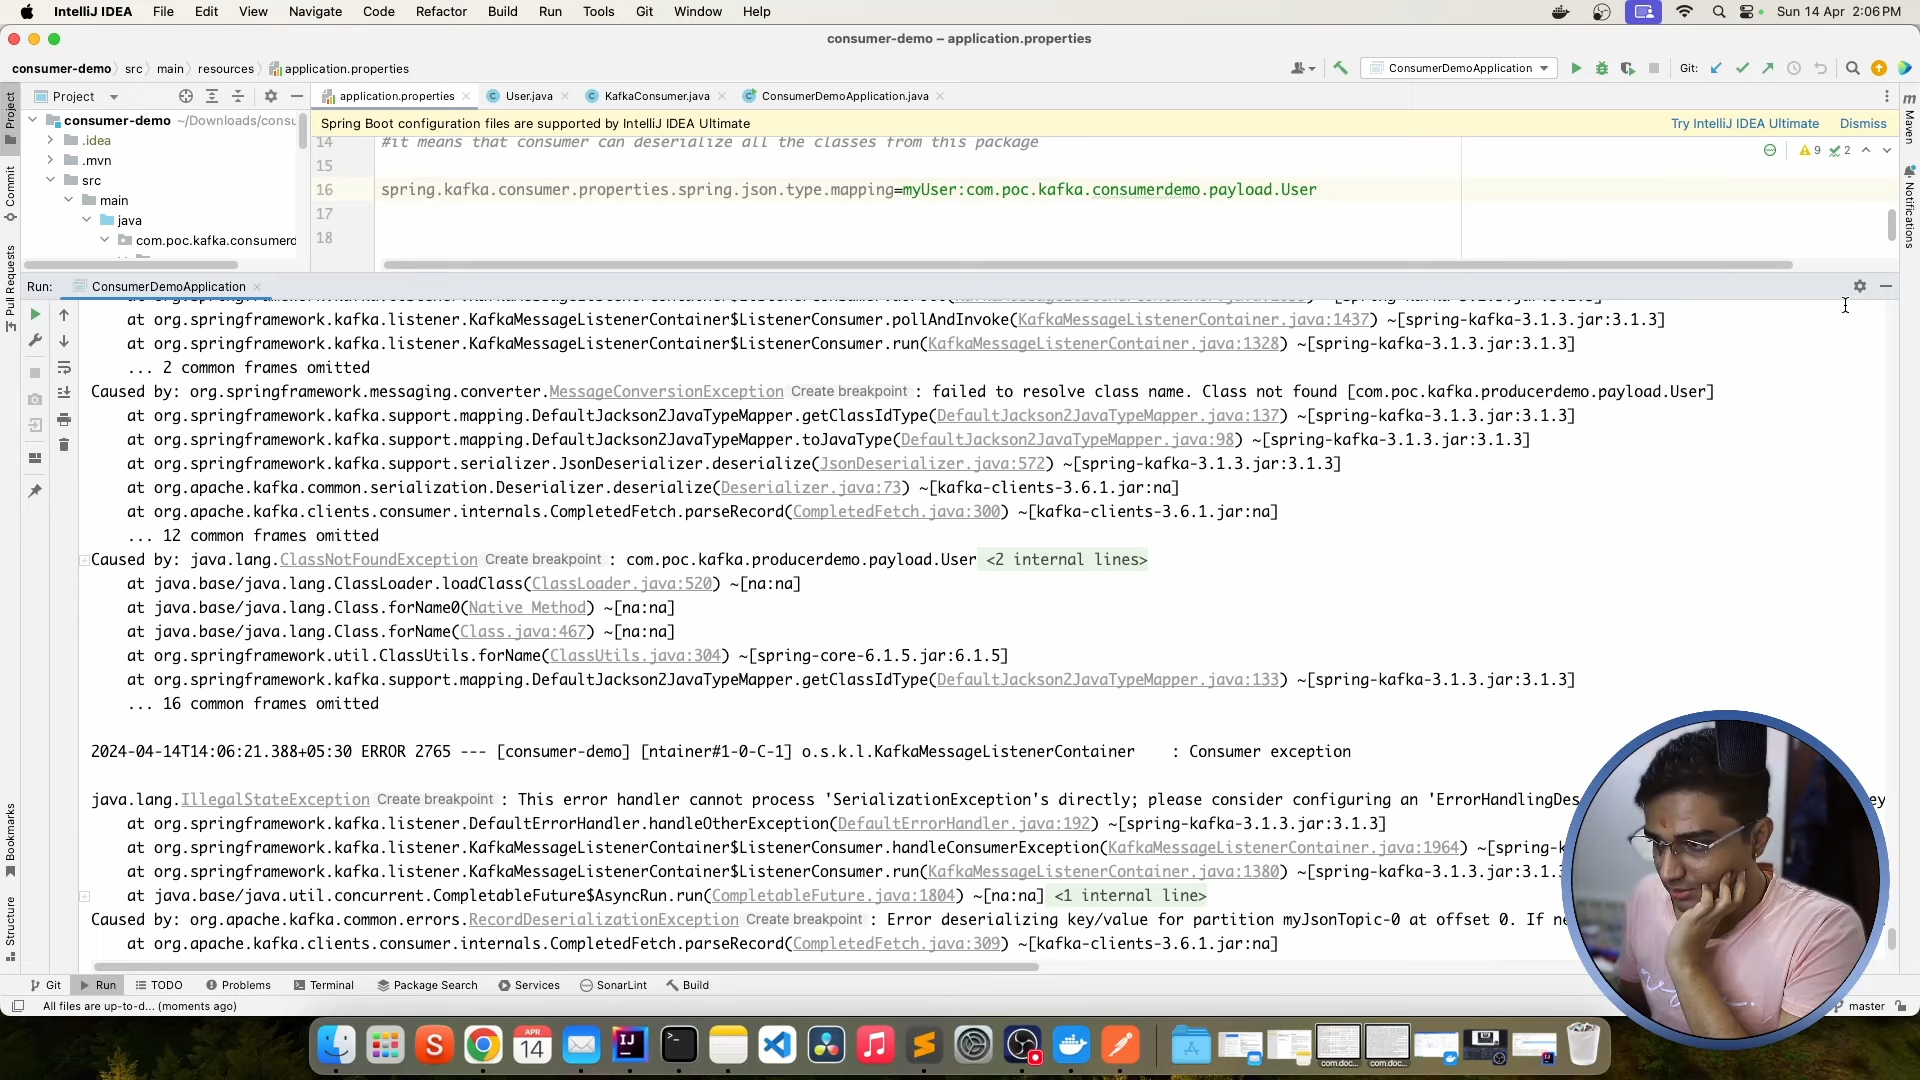 IntelliJ IDEA File Edit View Navigate Code Refactor Build Run Tools Git Window Help Sun 14 Apr 2:06 PM
consumer-demo – application.properties
consumer-demo src main resources application.properties ConsumerDemoApplication Git:
Project application.properties User.java KafkaConsumer.java ConsumerDemoApplication.java
consumer-demo ~/Downloads/consu
.idea
.mvn
src
main
java
com.poc.kafka.consumerd
Spring Boot configuration files are supported by IntelliJ IDEA Ultimate Try IntelliJ IDEA Ultimate Dismiss
14 #it means that consumer can deserialize all the classes from this package
9 2
15
16 spring.kafka.consumer.properties.spring.json.type.mapping=myUser:com.poc.kafka.consumerdemo.payload.User
17
18
Project
Commit
Pull Requests
Bookmarks
Structure
Maven
Notifications
Run: ConsumerDemoApplication
at org.springframework.kafka.listener.KafkaMessageListenerContainer$ListenerConsumer.pollAndInvoke(KafkaMessageListenerContainer.java:1437) ~[spring-kafka-3.1.3.jar:3.1.3]
at org.springframework.kafka.listener.KafkaMessageListenerContainer$ListenerConsumer.run(KafkaMessageListenerContainer.java:1328) ~[spring-kafka-3.1.3.jar:3.1.3]
... 2 common frames omitted
Caused by: org.springframework.messaging.converter.MessageConversionException Create breakpoint : failed to resolve class name. Class not found [com.poc.kafka.producerdemo.payload.User]
at org.springframework.kafka.support.mapping.DefaultJackson2JavaTypeMapper.getClassIdType(DefaultJackson2JavaTypeMapper.java:137) ~[spring-kafka-3.1.3.jar:3.1.3]
at org.springframework.kafka.support.mapping.DefaultJackson2JavaTypeMapper.toJavaType(DefaultJackson2JavaTypeMapper.java:98) ~[spring-kafka-3.1.3.jar:3.1.3]
at org.springframework.kafka.support.serializer.JsonDeserializer.deserialize(JsonDeserializer.java:572) ~[spring-kafka-3.1.3.jar:3.1.3]
at org.apache.kafka.common.serialization.Deserializer.deserialize(Deserializer.java:73) ~[kafka-clients-3.6.1.jar:na]
at org.apache.kafka.clients.consumer.internals.CompletedFetch.parseRecord(CompletedFetch.java:300) ~[kafka-clients-3.6.1.jar:na]
... 12 common frames omitted
Caused by: java.lang.ClassNotFoundException Create breakpoint : com.poc.kafka.producerdemo.payload.User <2 internal lines>
at java.base/java.lang.ClassLoader.loadClass(ClassLoader.java:520) ~[na:na]
at java.base/java.lang.Class.forName0(Native Method) ~[na:na]
at java.base/java.lang.Class.forName(Class.java:467) ~[na:na]
at org.springframework.util.ClassUtils.forName(ClassUtils.java:304) ~[spring-core-6.1.5.jar:6.1.5]
at org.springframework.kafka.support.mapping.DefaultJackson2JavaTypeMapper.getClassIdType(DefaultJackson2JavaTypeMapper.java:133) ~[spring-kafka-3.1.3.jar:3.1.3]
... 16 common frames omitted
2024-04-14T14:06:21.388+05:30 ERROR 2765 --- [consumer-demo] [ntainer#1-0-C-1] o.s.k.l.KafkaMessageListenerContainer : Consumer exception
java.lang.IllegalStateException Create breakpoint : This error handler cannot process 'SerializationException's directly; please consider configuring an 'ErrorHandlingDes
at org.springframework.kafka.listener.DefaultErrorHandler.handleOtherException(DefaultErrorHandler.java:192) ~[spring-kafka-3.1.3.jar:3.1.3]
at org.springframework.kafka.listener.KafkaMessageListenerContainer$ListenerConsumer.handleConsumerException(KafkaMessageListenerContainer.java:1964) ~[spring-k
at org.springframework.kafka.listener.KafkaMessageListenerContainer$ListenerConsumer.run(KafkaMessageListenerContainer.java:1380) ~[spring-kafka-3.1.3.jar:3.1.3
at java.base/java.util.concurrent.CompletableFuture$AsyncRun.run(CompletableFuture.java:1804) ~[na:na] <1 internal line>
Caused by: org.apache.kafka.common.errors.RecordDeserializationException Create breakpoint : Error deserializing key/value for partition myJsonTopic-0 at offset 0. If ne
at org.apache.kafka.clients.consumer.internals.CompletedFetch.parseRecord(CompletedFetch.java:309) ~[kafka-clients-3.6.1.jar:na]
Git Run TODO Problems Terminal Package Search Services SonarLint Build
All files are up-to-d... (moments ago) master
APR
14
com.doc... com.doc...